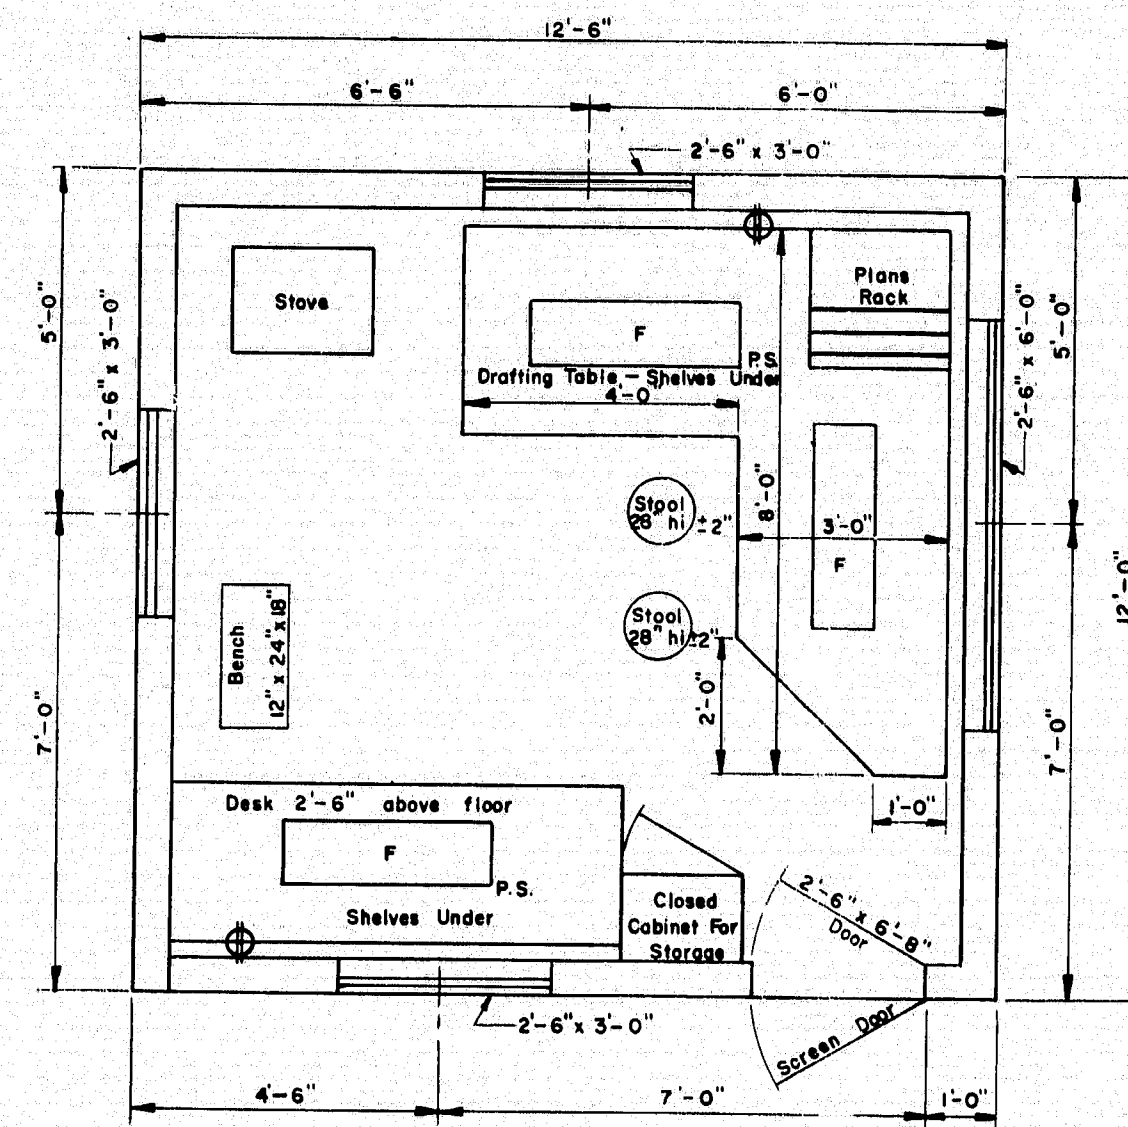 12'-6"
6'-6"
6'-0"
2'-6" x 3'-0"
5'-0"
2'-6" x 3'-0"
Stove
F
P.S.
Drafting Table – Shelves Under
4'-0"
Plans
Rack
2'-6" x 6'-0"
5'-0"
8'-0"
3'-0"
F
Stool
28" hi ±2"
Stool
28" hi ±2"
2'-0"
12'-0"
Bench
12" x 24" x 18"
7'-0"
7'-0"
1'-0"
Desk 2'-6" above floor
F
P.S.
Shelves Under
Closed
Cabinet For
Storage
2'-6" x 6'-8"
Door
2'-6" x 3'-0"
Screen Door
4'-6"
7'-0"
1'-0"